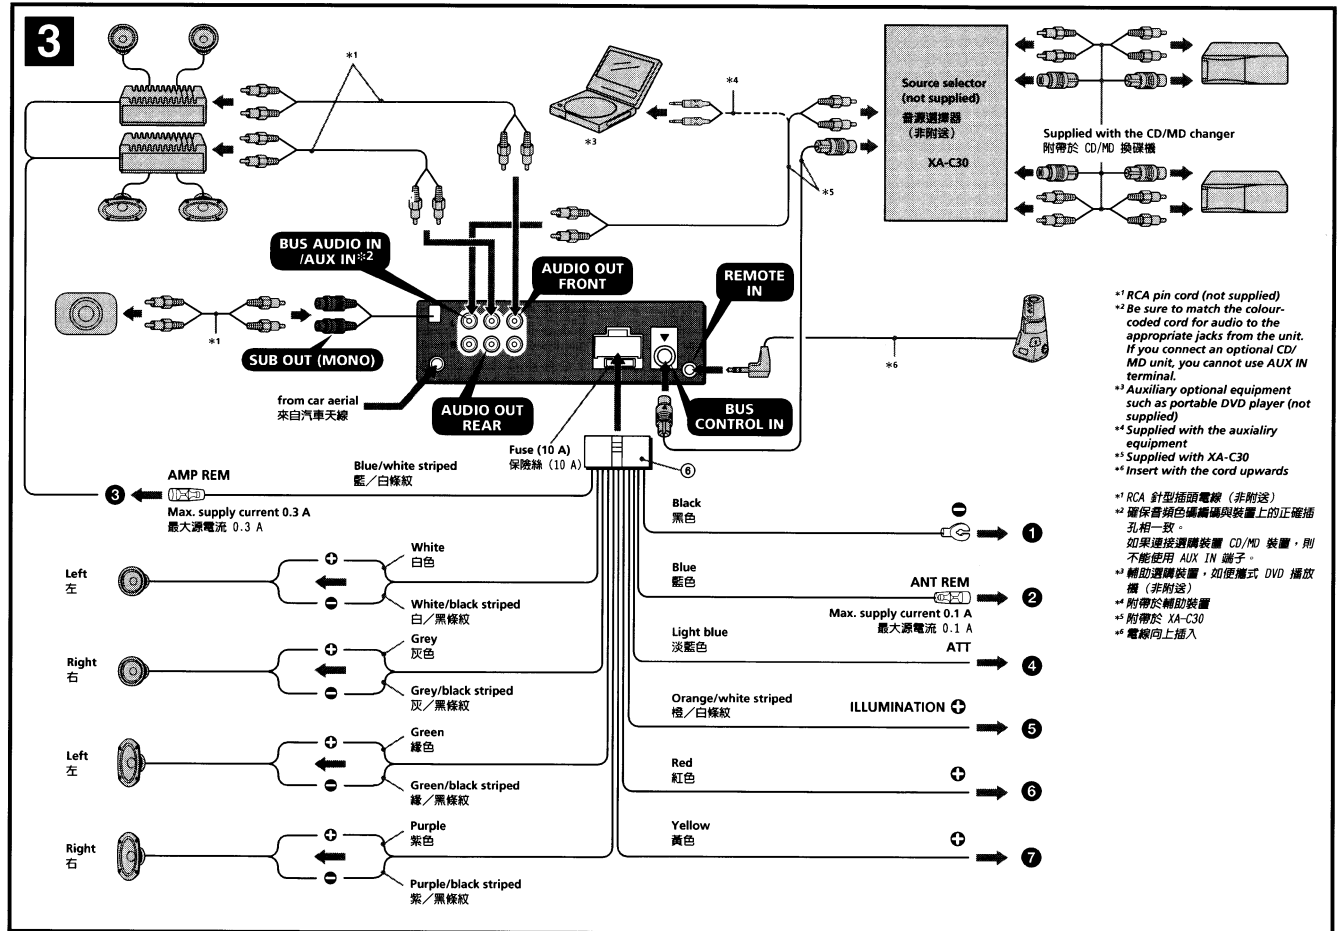 3
*1
*4
*3
*5
Source selector
(not supplied)
音源選擇器
(非附送)
XA-C30
Supplied with the CD/MD changer
附帶於 CD/MD 換碟機
BUS AUDIO IN
/AUX IN*2
AUDIO OUT
FRONT
REMOTE
IN
*1
SUB OUT (MONO)
*6
from car aerial
來自汽車天線
AUDIO OUT
REAR
BUS
CONTROL IN
Fuse (10 A)
保險絲 (10 A)
6
AMP REM
Blue/white striped
藍／白條紋
3
Max. supply current 0.3 A
最大源電流 0.3 A
Left
左
+
−
White
白色
White/black striped
白／黑條紋
Right
右
+
−
Grey
灰色
Grey/black striped
灰／黑條紋
Left
左
+
−
Green
綠色
Green/black striped
綠／黑條紋
Right
右
+
−
Purple
紫色
Purple/black striped
紫／黑條紋
Black
黑色
−
1
Blue
藍色
ANT REM
Max. supply current 0.1 A
最大源電流 0.1 A
2
Light blue
淡藍色
ATT
4
Orange/white striped
橙／白條紋
ILLUMINATION +
5
Red
紅色
+
6
Yellow
黃色
+
7
*1 RCA pin cord (not supplied)
*2 Be sure to match the colour-
coded cord for audio to the
appropriate jacks from the unit.
If you connect an optional CD/
MD unit, you cannot use AUX IN
terminal.
*3 Auxiliary optional equipment
such as portable DVD player (not
supplied)
*4 Supplied with the auxialiry
equipment
*5 Supplied with XA-C30
*6 Insert with the cord upwards
*1 RCA 針型插頭電線 (非附送)
*2 確保音頻色碼編碼與裝置上的正確插
孔相一致。
如果連接選購裝置 CD/MD 裝置，則
不能使用 AUX IN 端子。
*3 輔助選購裝置，如便攜式 DVD 播放
機 (非附送)
*4 附帶於輔助裝置
*5 附帶於 XA-C30
*6 電線向上插入